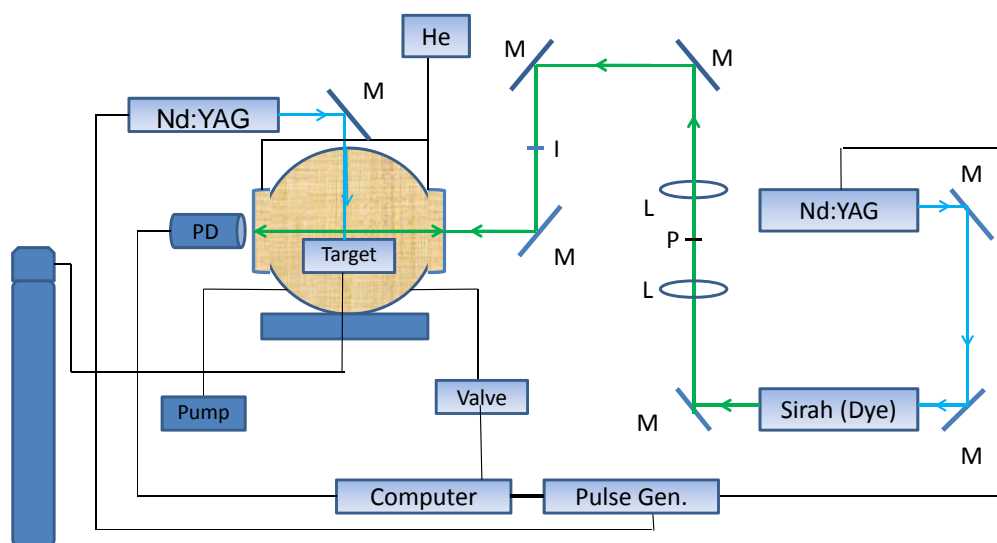 He
M
M
M
Nd:YAG
I
M
L
P
L
Nd:YAG
M
PD
Target
Pump
Valve
M
Sirah (Dye)
M
Computer
Pulse Gen.